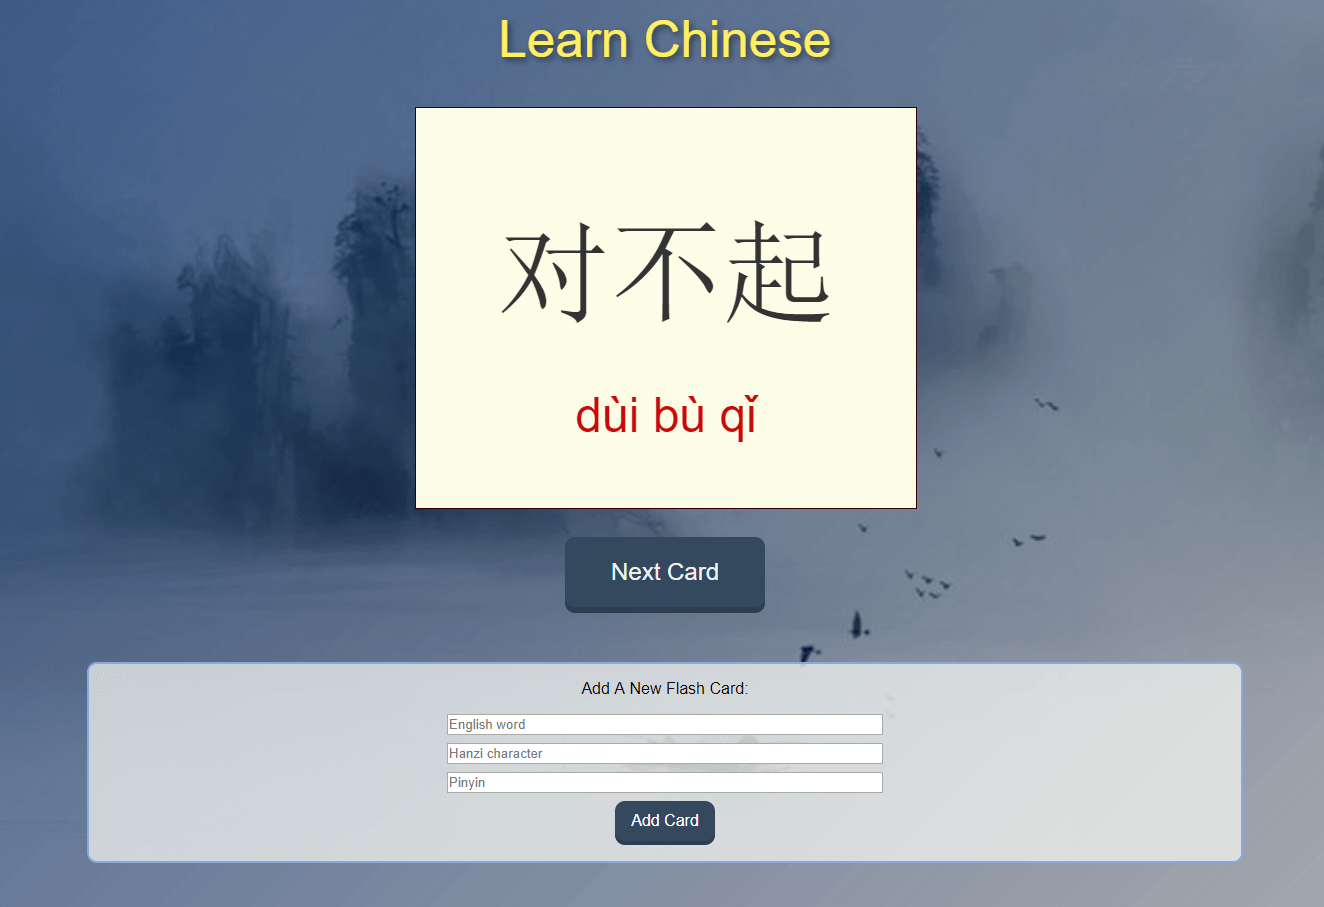 Learn Chinese
对不起
dùi bù qǐ
Next Card
Add A New Flash Card:
English word
Hanzi character
Pinyin
Add Card